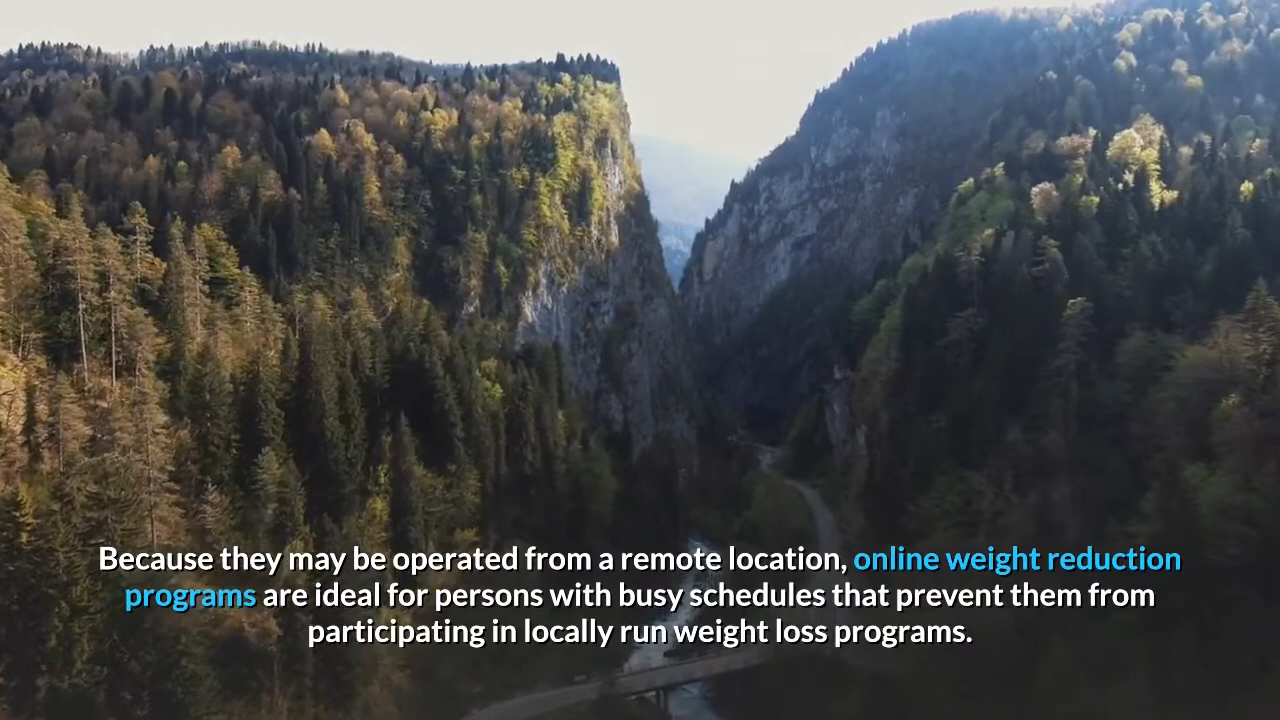 Because they may be operated from a remote location, online weight reduction
programs are ideal for persons with busy schedules that prevent them from
participating in locally run weight loss programs.